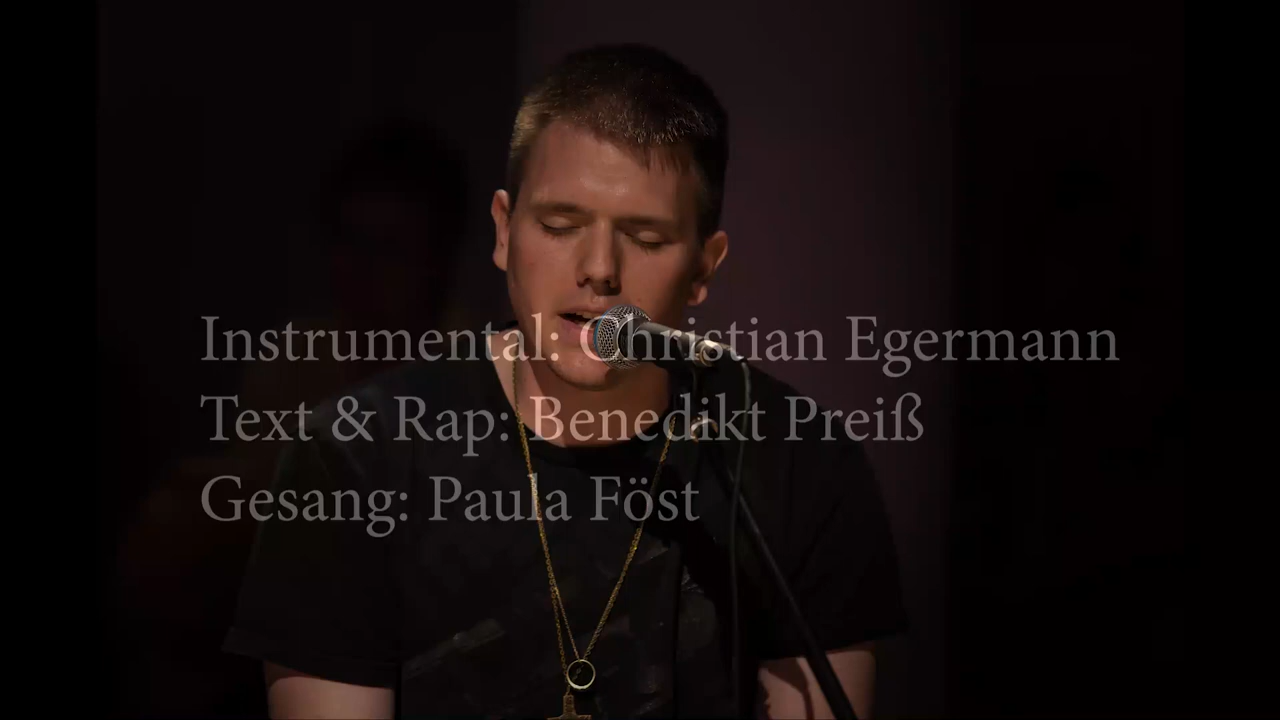 Instrumental: Christian Egermann
Text & Rap: Benedikt Preiß
Gesang: Paula Föst